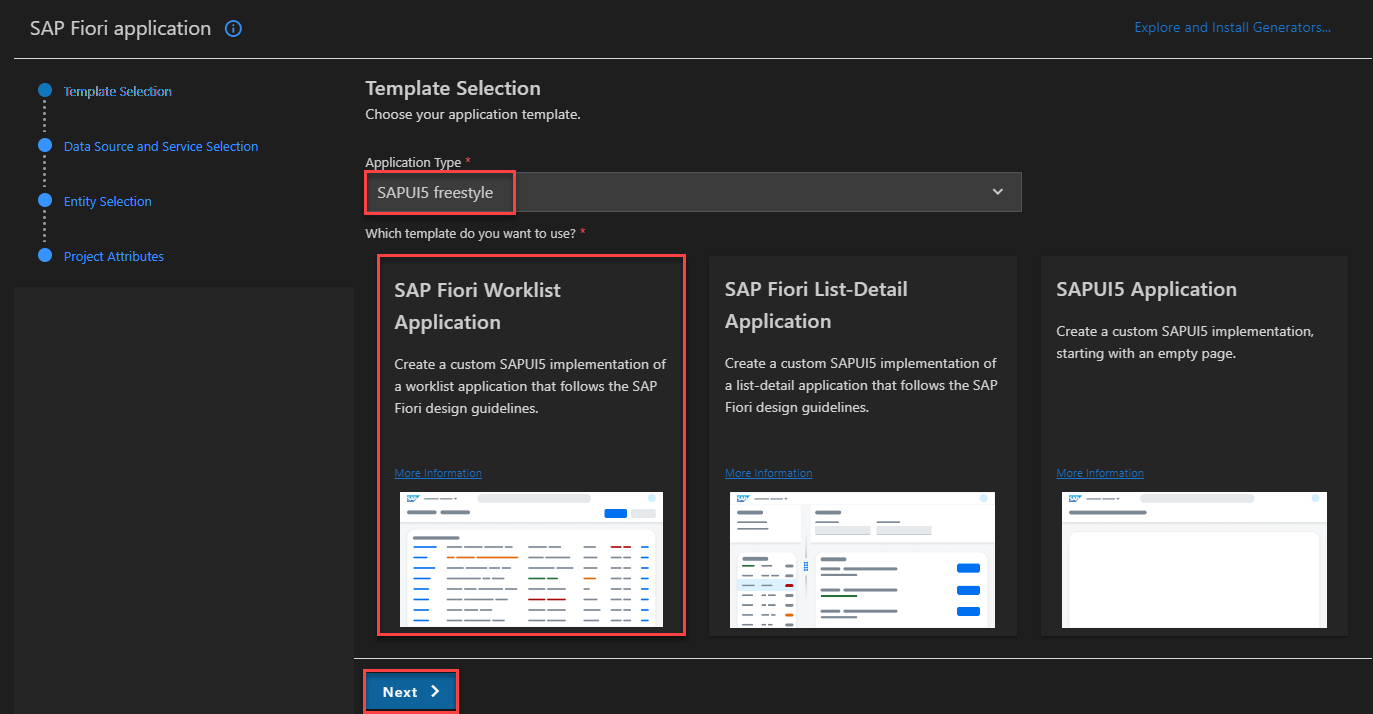 SAP Fiori application
Explore and Install Generators...
Template Selection
Data Source and Service Selection
Entity Selection
Project Attributes
Template Selection
Choose your application template.
Application Type *
SAPUI5 freestyle
Which template do you want to use? *
SAP Fiori Worklist
Application
Create a custom SAPUI5 implementation of
a worklist application that follows the SAP
Fiori design guidelines.
More Information
SAP
SAP Fiori List-Detail
Application
Create a custom SAPUI5 implementation of
a list-detail application that follows the SAP
Fiori design guidelines.
More Information
SAP
SAPUI5 Application
Create a custom SAPUI5 implementation,
starting with an empty page.
More Information
SAP
Next